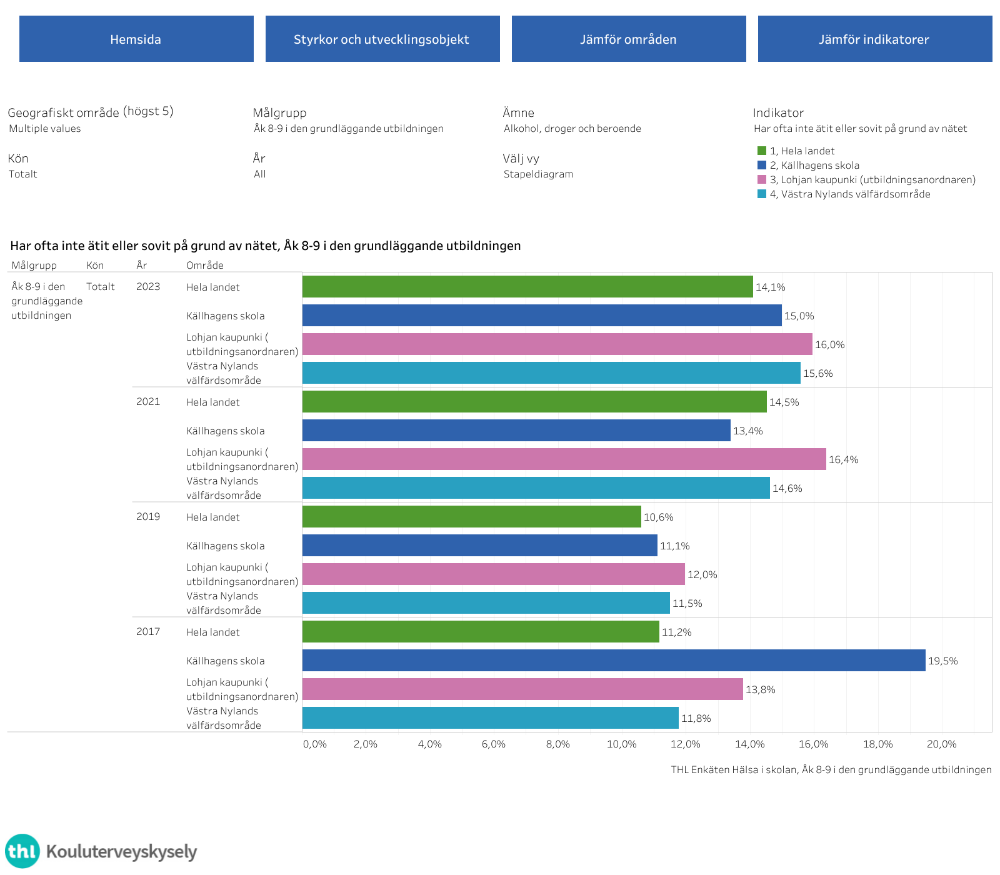 Hemsida
Styrkor och utvecklingsobjekt
Jämför områden
Jämför indikatorer
Geografiskt område (högst 5)
Multiple values
Målgrupp
Åk 8-9 i den grundläggande utbildningen
Ämne
Alkohol, droger och beroende
Indikator
Har ofta inte ätit eller sovit på grund av nätet
Kön
Totalt
År
All
Välj vy
Stapeldiagram
1, Hela landet
2, Källhagens skola
3, Lohjan kaupunki (utbildningsanordnaren)
4, Västra Nylands välfärdsområde
Har ofta inte ätit eller sovit på grund av nätet, Åk 8-9 i den grundläggande utbildningen
Målgrupp Kön År Område
Åk 8-9 i den
grundläggande
utbildningen
Totalt
2023
Hela landet 14,1%
Källhagens skola 15,0%
Lohjan kaupunki (
utbildningsanordnaren) 16,0%
Västra Nylands
välfärdsområde 15,6%
2021
Hela landet 14,5%
Källhagens skola 13,4%
Lohjan kaupunki (
utbildningsanordnaren) 16,4%
Västra Nylands
välfärdsområde 14,6%
2019
Hela landet 10,6%
Källhagens skola 11,1%
Lohjan kaupunki (
utbildningsanordnaren) 12,0%
Västra Nylands
välfärdsområde 11,5%
2017
Hela landet 11,2%
Källhagens skola 19,5%
Lohjan kaupunki (
utbildningsanordnaren) 13,8%
Västra Nylands
välfärdsområde 11,8%
0,0% 2,0% 4,0% 6,0% 8,0% 10,0% 12,0% 14,0% 16,0% 18,0% 20,0%
THL Enkäten Hälsa i skolan, Åk 8-9 i den grundläggande utbildningen
thl Kouluterveyskysely